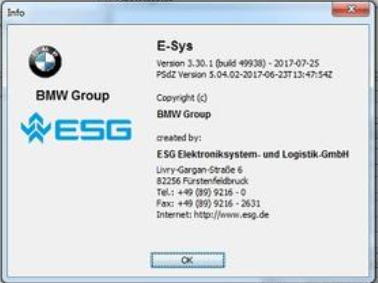 Info
E-Sys
Version 3.30.1 (build 49938) - 2017-07-25
PSdZ Version 5.04.02-2017-06-23T13:47:54Z
BMW Group
Copyright (c)
BMW Group
ESG
created by:
ESG Elektroniksystem- und Logistik-GmbH
Livry-Gargan-Straße 6
82256 Fürstenfeldbruck
Tel.: +49 (89) 9216 - 0
Fax: +49 (89) 9216 - 2631
Internet: http://www.esg.de
OK